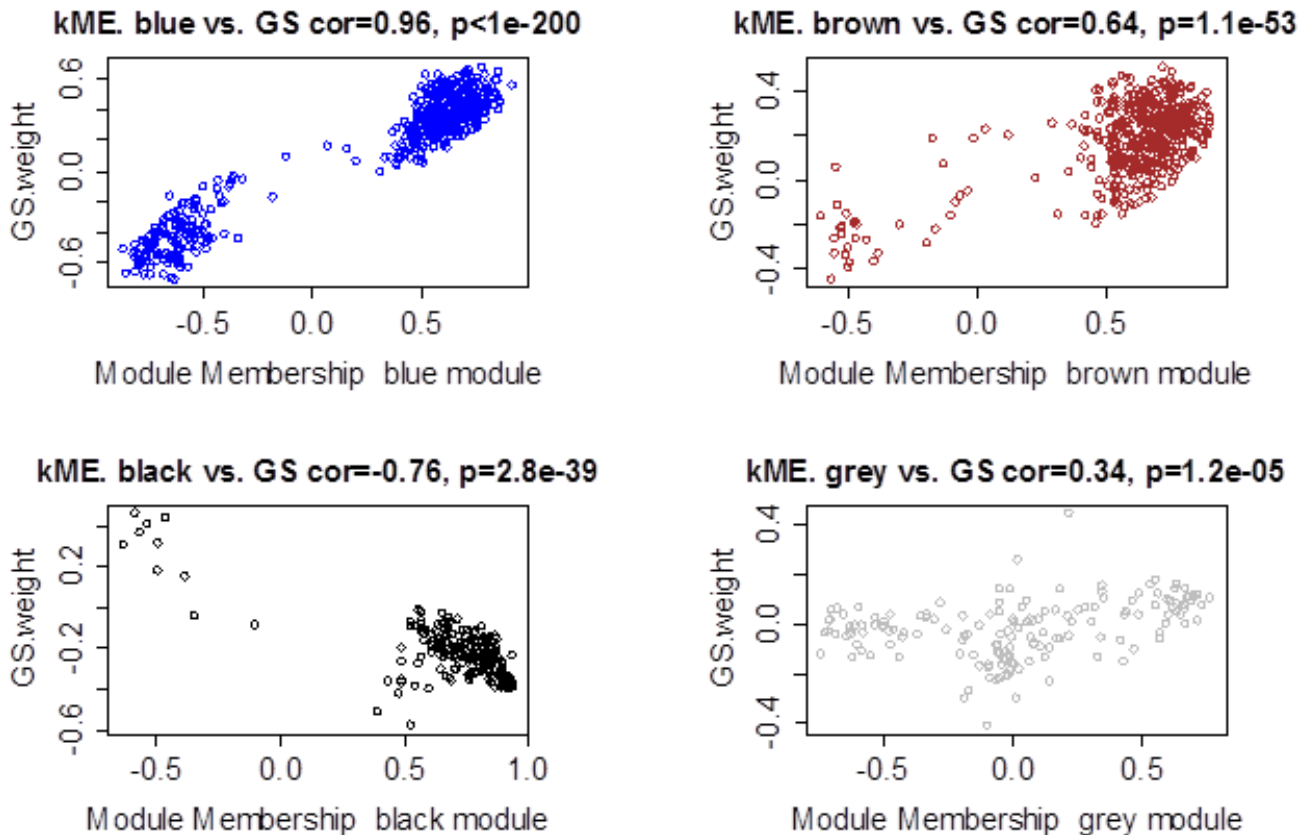 kME. blue vs. GS cor=0.96, p<1e-200
GS.weight
0.6
0.0
-0.6
-0.5 0.0 0.5
Module Membership blue module
kME. brown vs. GS cor=0.64, p=1.1e-53
GS.weight
0.4
0.0
-0.4
-0.5 0.0 0.5
Module Membership brown module
kME. black vs. GS cor=-0.76, p=2.8e-39
GS.weight
0.2
-0.2
-0.6
-0.5 0.0 0.5 1.0
Module Membership black module
kME. grey vs. GS cor=0.34, p=1.2e-05
GS.weight
0.4
0.0
-0.4
-0.5 0.0 0.5
Module Membership grey module